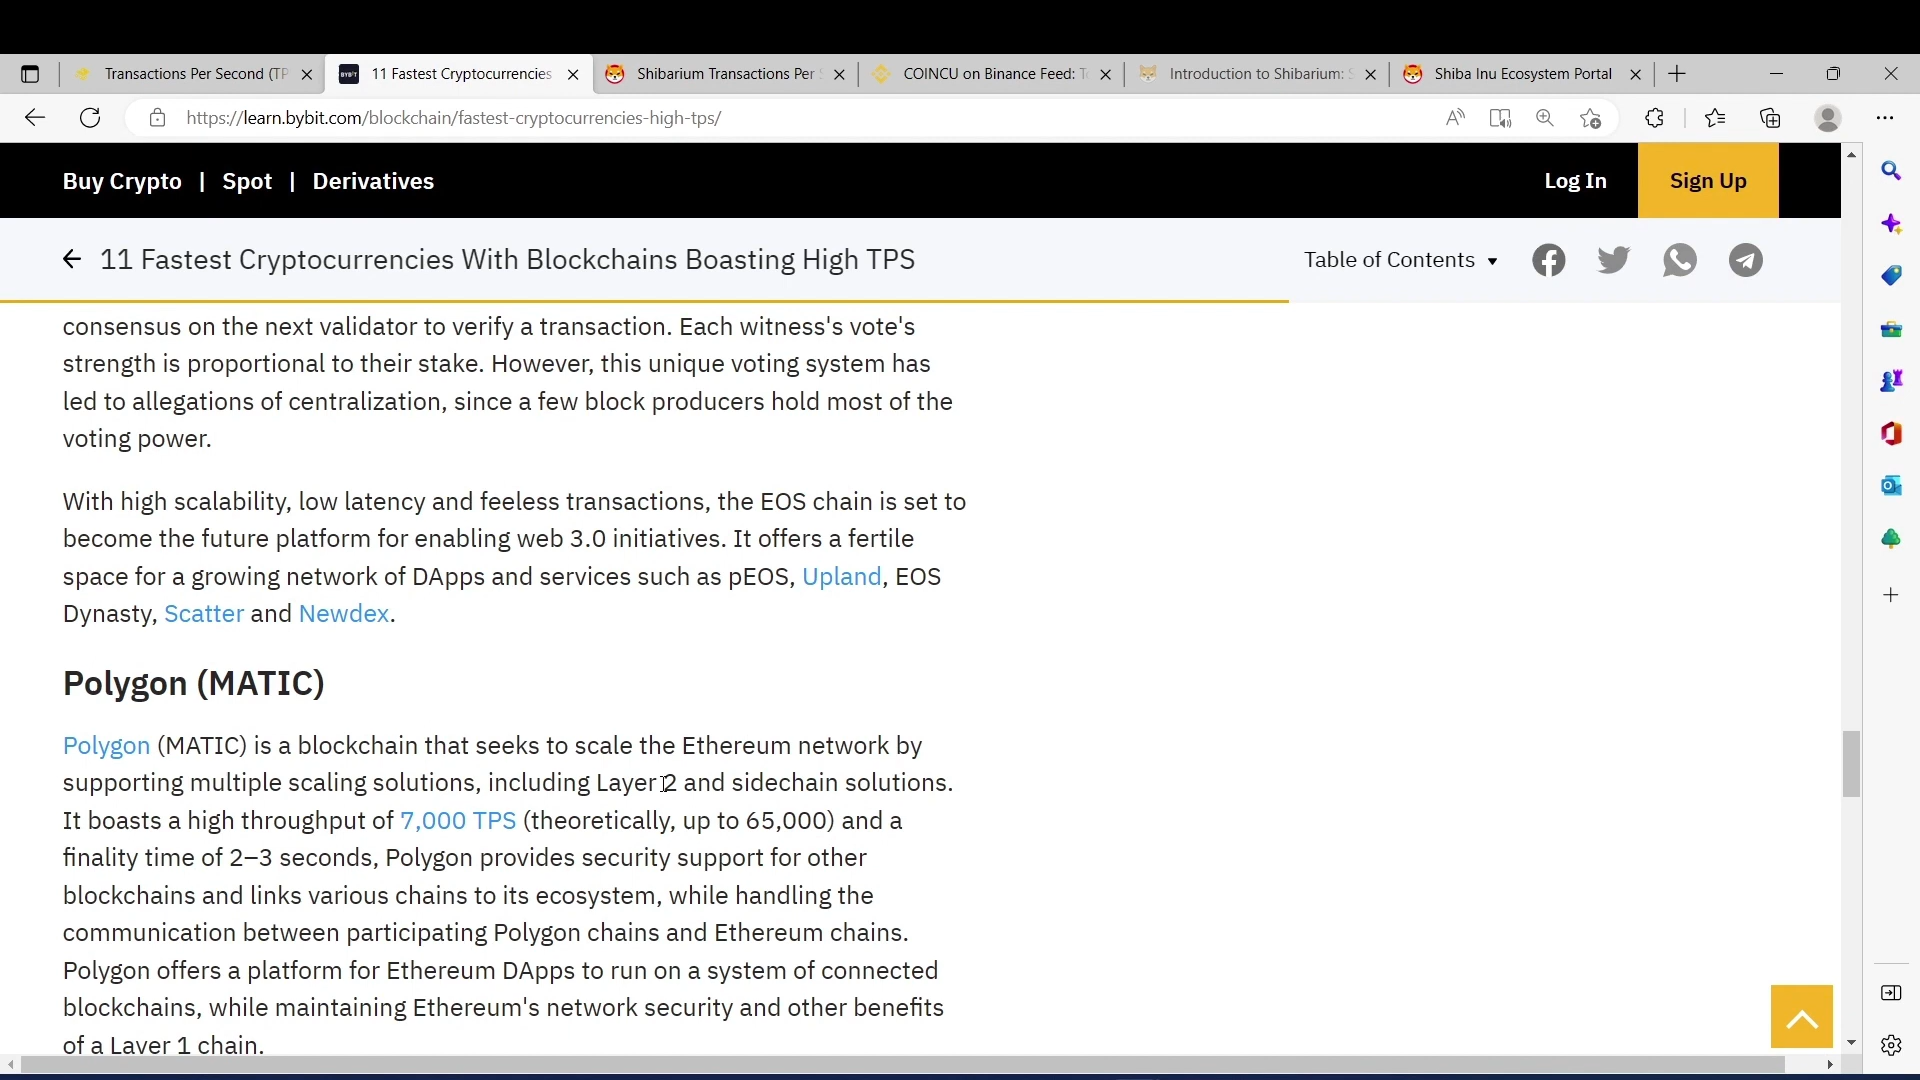 Transactions Per Second (TP
11 Fastest Cryptocurrencies
Shibarium Transactions Per S
COINCU on Binance Feed: To
Introduction to Shibarium: S
Shiba Inu Ecosystem Portal
https://learn.bybit.com/blockchain/fastest-cryptocurrencies-high-tps/
Buy Crypto | Spot | Derivatives
Log In
Sign Up
11 Fastest Cryptocurrencies With Blockchains Boasting High TPS
Table of Contents
consensus on the next validator to verify a transaction. Each witness's vote's
strength is proportional to their stake. However, this unique voting system has
led to allegations of centralization, since a few block producers hold most of the
voting power.
With high scalability, low latency and feeless transactions, the EOS chain is set to
become the future platform for enabling web 3.0 initiatives. It offers a fertile
space for a growing network of DApps and services such as pEOS, Upland, EOS
Dynasty, Scatter and Newdex.
Polygon (MATIC)
Polygon (MATIC) is a blockchain that seeks to scale the Ethereum network by
supporting multiple scaling solutions, including Layer 2 and sidechain solutions.
It boasts a high throughput of 7,000 TPS (theoretically, up to 65,000) and a
finality time of 2–3 seconds, Polygon provides security support for other
blockchains and links various chains to its ecosystem, while handling the
communication between participating Polygon chains and Ethereum chains.
Polygon offers a platform for Ethereum DApps to run on a system of connected
blockchains, while maintaining Ethereum's network security and other benefits
of a Layer 1 chain.